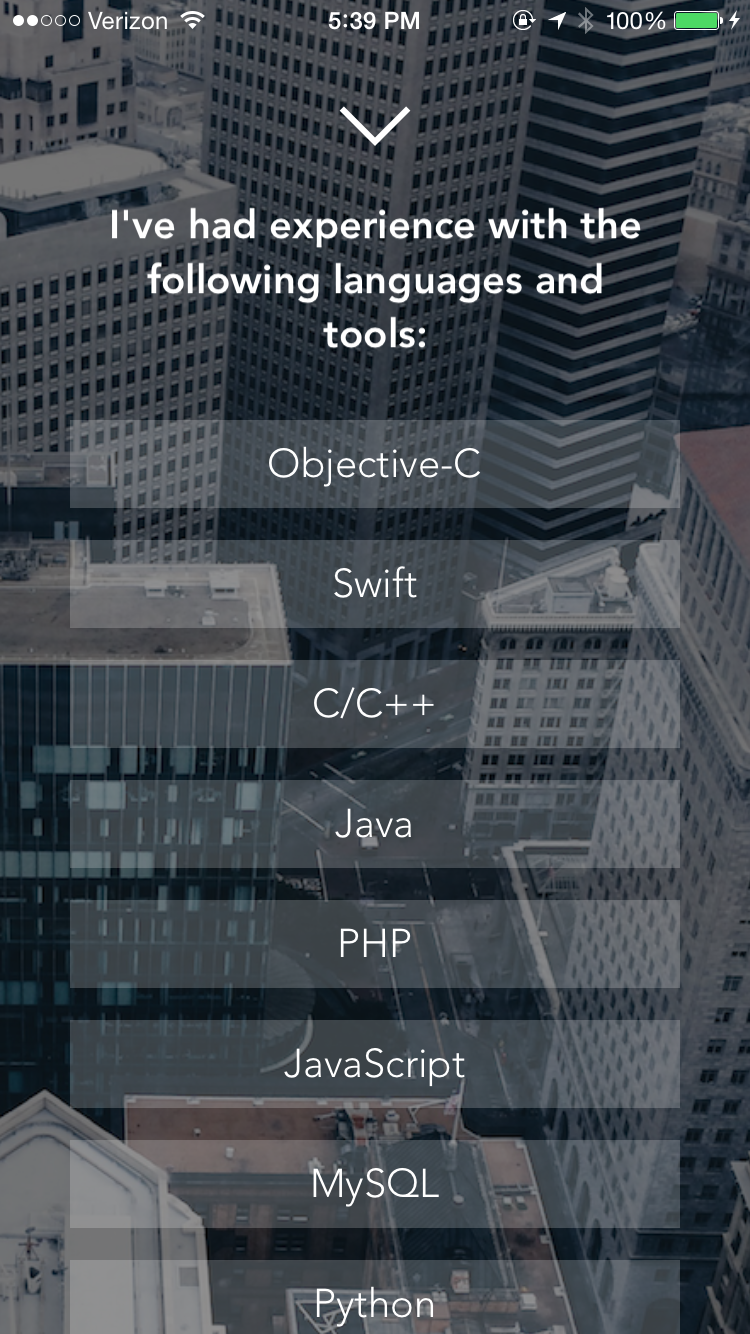 Verizon 5:39 PM 100%
I've had experience with the
following languages and
tools:
Objective-C
Swift
C/C++
Java
PHP
JavaScript
MySQL
Python